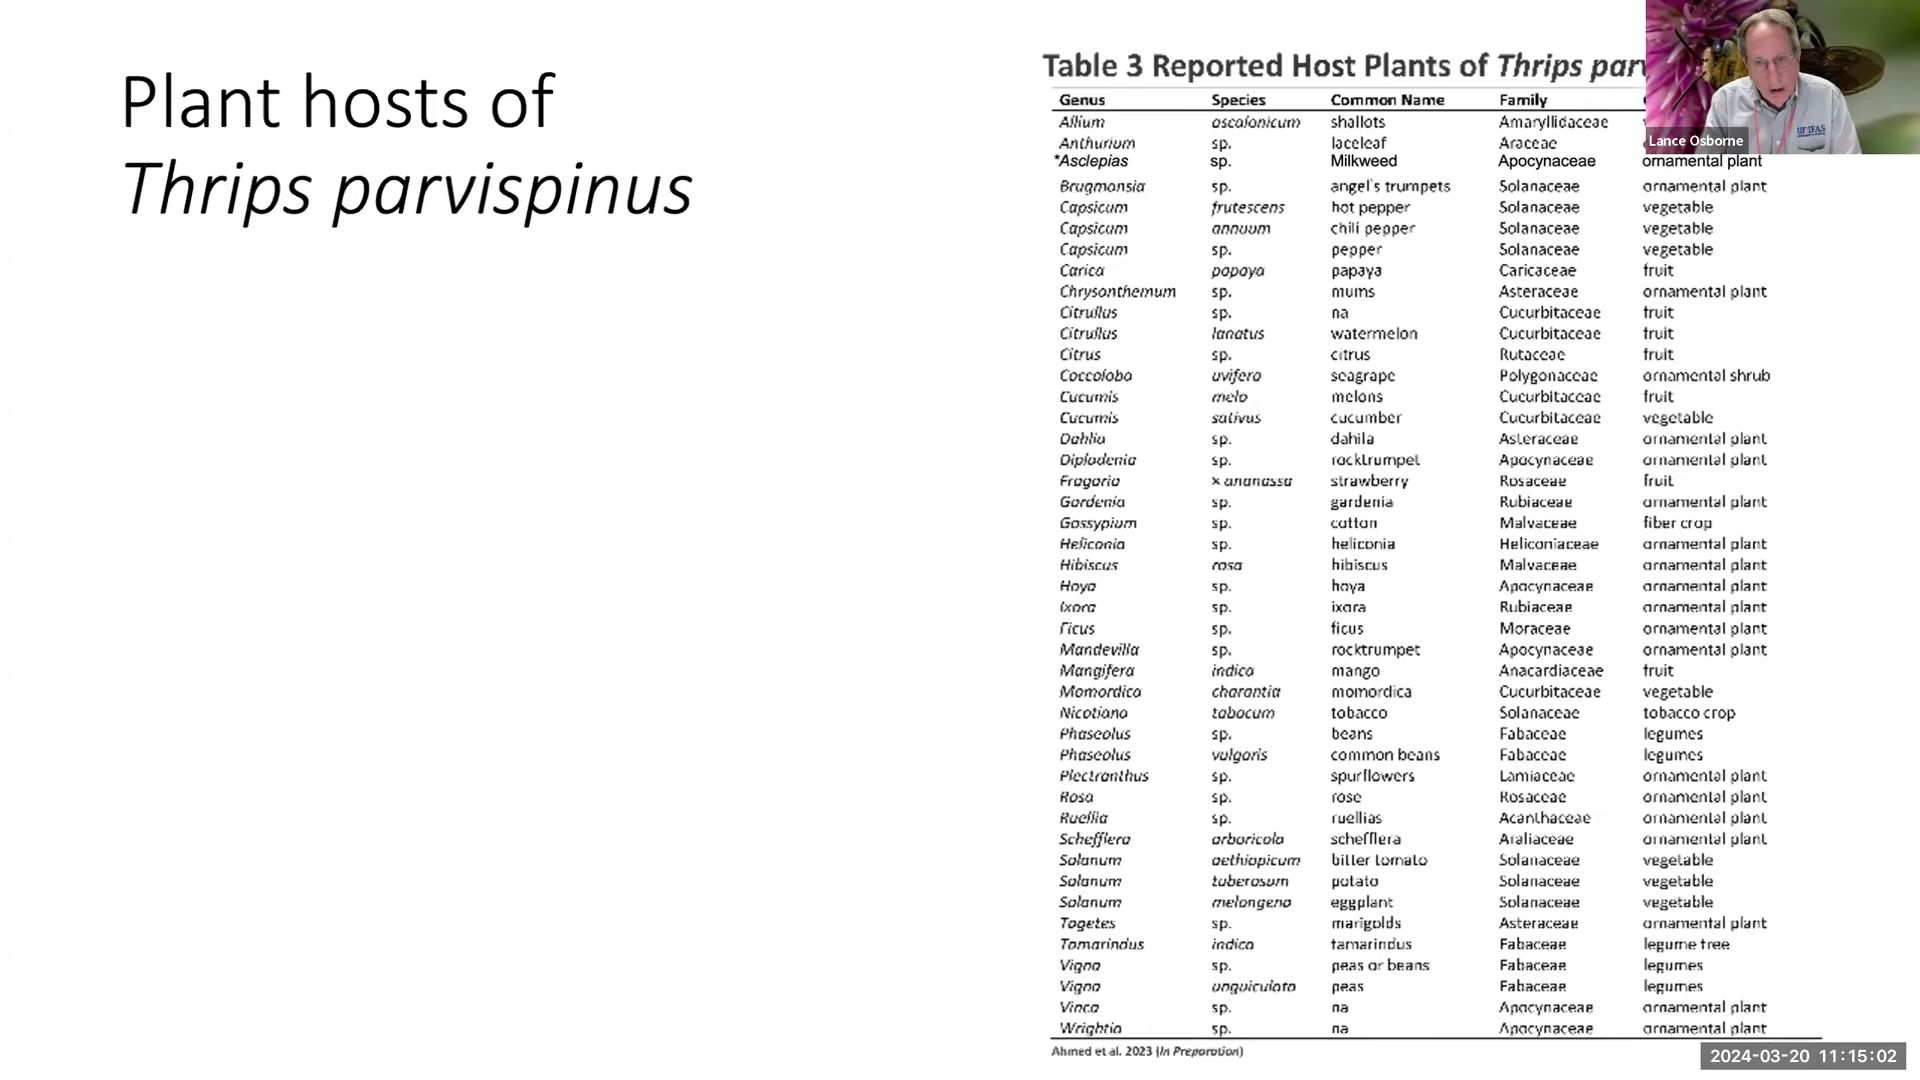 Plant hosts of
Thrips parvispinus
Table 3 Reported Host Plants of Thrips parv
Genus Species Common Name Family
Allium ascalonicum shallots Amaryllidaceae
Anthurium sp. laceleaf Araceae
*Asclepias sp. Milkweed Apocynaceae ornamental plant
Brugmonsia sp. angel's trumpets Solanaceae ornamental plant
Capsicum frutescens hot pepper Solanaceae vegetable
Capsicum annuum chili pepper Solanaceae vegetable
Capsicum sp. pepper Solanaceae vegetable
Carica papaya papaya Caricaceae fruit
Chrysanthemum sp. mums Asteraceae ornamental plant
Citrullus sp. na Cucurbitaceae fruit
Citrullus lanatus watermelon Cucurbitaceae fruit
Citrus sp. citrus Rutaceae fruit
Coccoloba uvifera seagrape Polygonaceae ornamental shrub
Cucumis melo melons Cucurbitaceae fruit
Cucumis sativus cucumber Cucurbitaceae vegetable
Dahlia sp. dahila Asteraceae ornamental plant
Dipladenia sp. rocktrumpet Apocynaceae ornamental plant
Fragaria × ananassa strawberry Rosaceae fruit
Gardenia sp. gardenia Rubiaceae ornamental plant
Gossypium sp. cotton Malvaceae fiber crop
Heliconia sp. heliconia Heliconiaceae ornamental plant
Hibiscus rosa hibiscus Malvaceae ornamental plant
Hoya sp. hoya Apocynaceae ornamental plant
Ixora sp. ixora Rubiaceae ornamental plant
Ficus sp. ficus Moraceae ornamental plant
Mandevilla sp. rocktrumpet Apocynaceae ornamental plant
Mangifera indica mango Anacardiaceae fruit
Momordica charantia momordica Cucurbitaceae vegetable
Nicotiana tabacum tobacco Solanaceae tobacco crop
Phaseolus sp. beans Fabaceae legumes
Phaseolus vulgaris common beans Fabaceae legumes
Plectranthus sp. spurflowers Lamiaceae ornamental plant
Rosa sp. rose Rosaceae ornamental plant
Ruellia sp. ruellias Acanthaceae ornamental plant
Schefflera arboricola schefflera Araliaceae ornamental plant
Solanum aethiopicum bitter tomato Solanaceae vegetable
Solanum tuberosum potato Solanaceae vegetable
Solanum melongena eggplant Solanaceae vegetable
Tagetes sp. marigolds Asteraceae ornamental plant
Tamarindus indica tamarindus Fabaceae legume tree
Vigna sp. peas or beans Fabaceae legumes
Vigna unguiculata peas Fabaceae legumes
Vinca sp. na Apocynaceae ornamental plant
Wrightia sp. na Apocynaceae ornamental plant
Ahmed et al. 2023 (In Preparation)
UF IFAS
Lance Osborne
2024-03-20 11:15:02